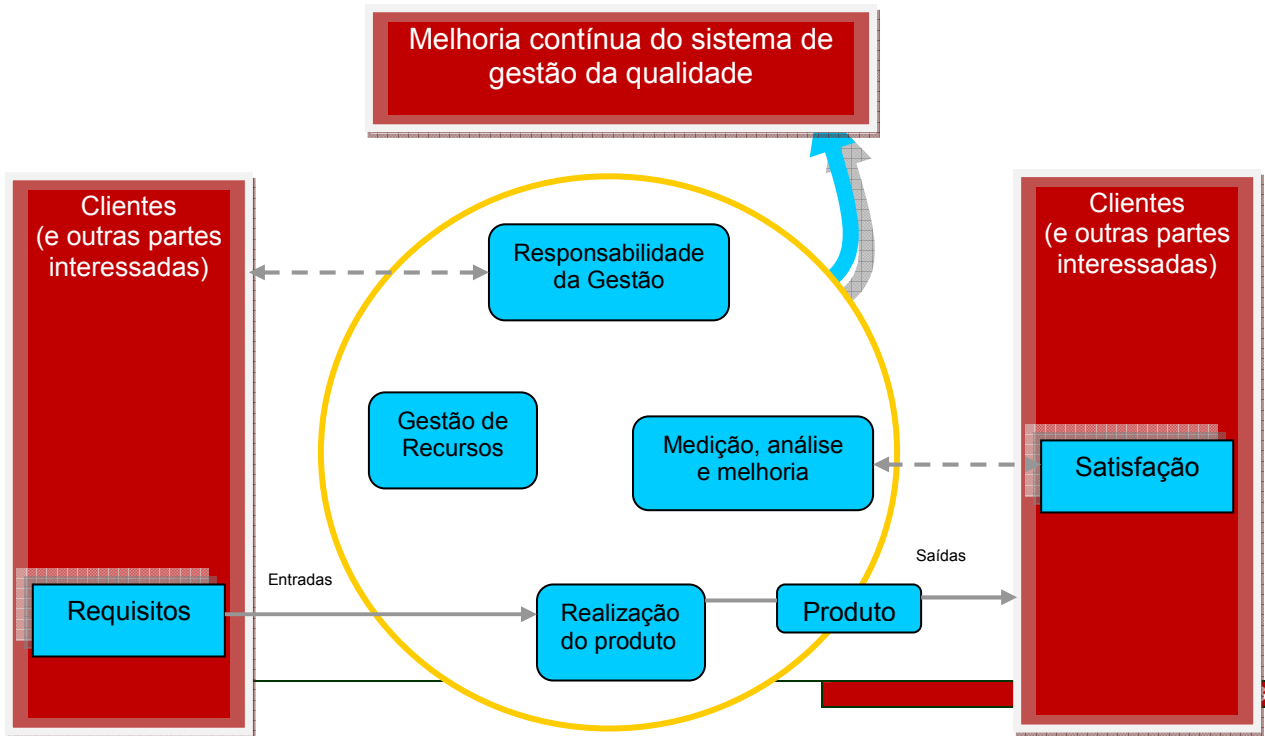 Melhoria contínua do sistema de
gestão da qualidade
Clientes
(e outras partes
interessadas)
Clientes
(e outras partes
interessadas)
Responsabilidade
da Gestão
Gestão de
Recursos
Medição, análise
e melhoria
Satisfação
Entradas
Saídas
Requisitos
Realização
do produto
Produto